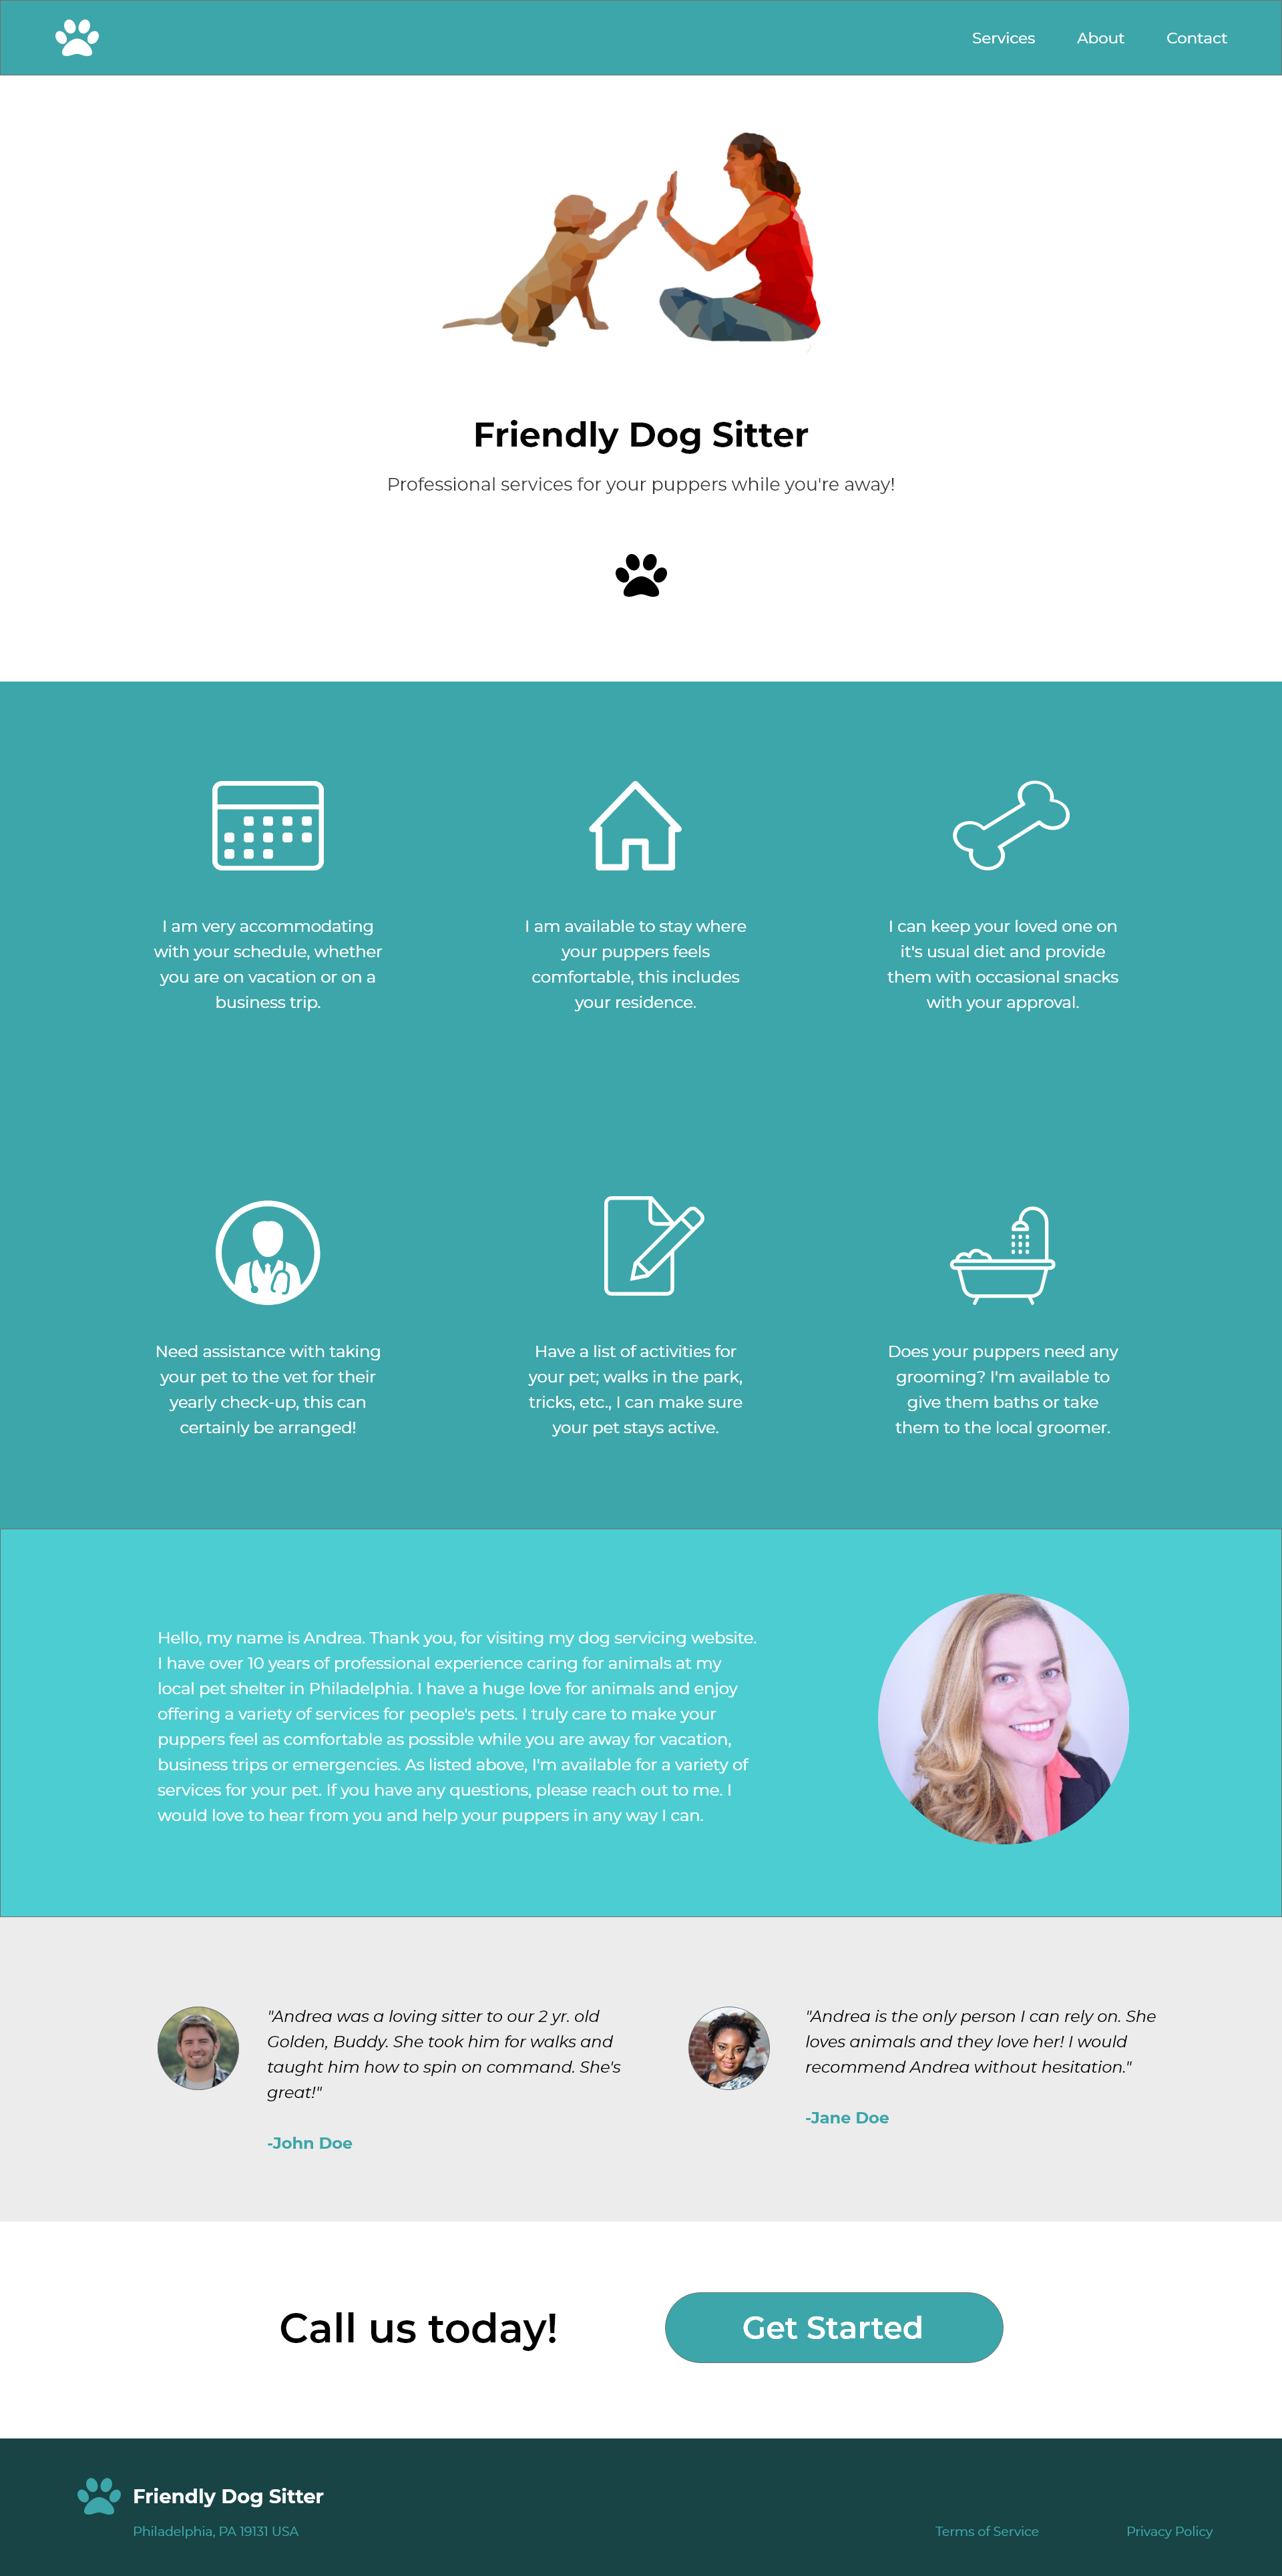 Services About Contact
Friendly Dog Sitter
Professional services for your puppers while you're away!
I am very accommodating
with your schedule, whether
you are on vacation or on a
business trip.
I am available to stay where
your puppers feels
comfortable, this includes
your residence.
I can keep your loved one on
it's usual diet and provide
them with occasional snacks
with your approval.
Need assistance with taking
your pet to the vet for their
yearly check-up, this can
certainly be arranged!
Have a list of activities for
your pet; walks in the park,
tricks, etc., I can make sure
your pet stays active.
Does your puppers need any
grooming? I'm available to
give them baths or take
them to the local groomer.
Hello, my name is Andrea. Thank you, for visiting my dog servicing website.
I have over 10 years of professional experience caring for animals at my
local pet shelter in Philadelphia. I have a huge love for animals and enjoy
offering a variety of services for people's pets. I truly care to make your
puppers feel as comfortable as possible while you are away for vacation,
business trips or emergencies. As listed above, I'm available for a variety of
services for your pet. If you have any questions, please reach out to me. I
would love to hear from you and help your puppers in any way I can.
"Andrea was a loving sitter to our 2 yr. old
Golden, Buddy. She took him for walks and
taught him how to spin on command. She's
great!"
-John Doe
"Andrea is the only person I can rely on. She
loves animals and they love her! I would
recommend Andrea without hesitation."
-Jane Doe
Call us today!
Get Started
Friendly Dog Sitter
Philadelphia, PA 19131 USA
Terms of Service
Privacy Policy